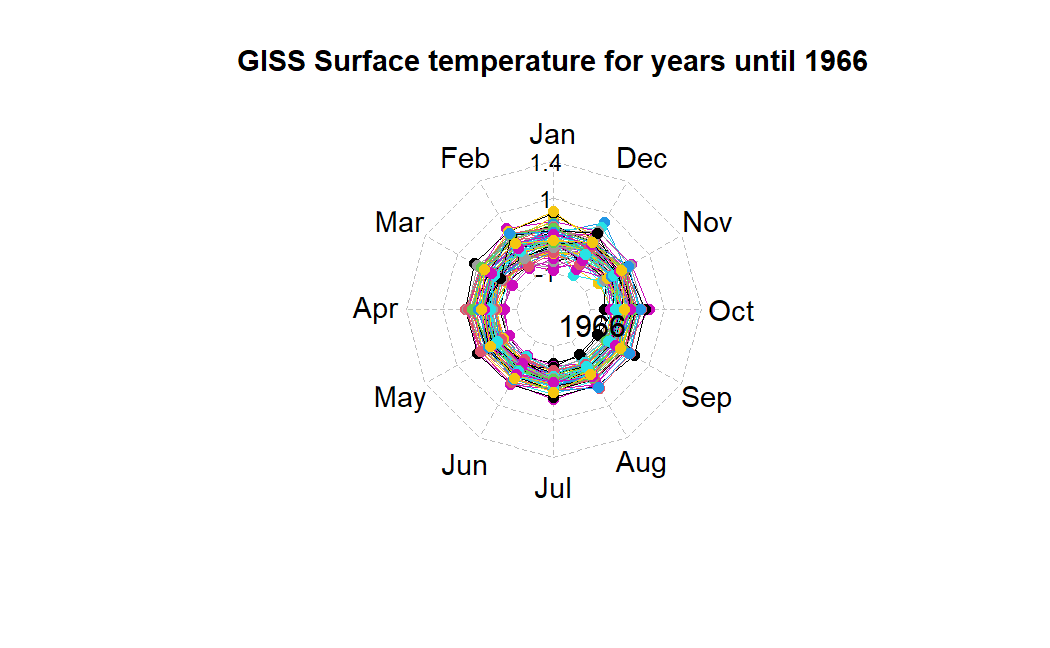 GISS Surface temperature for years until 1966
Jan
Feb
Dec
1.4
1
Mar
Nov
-1
Apr
Oct
1966
May
Sep
Jun
Aug
Jul